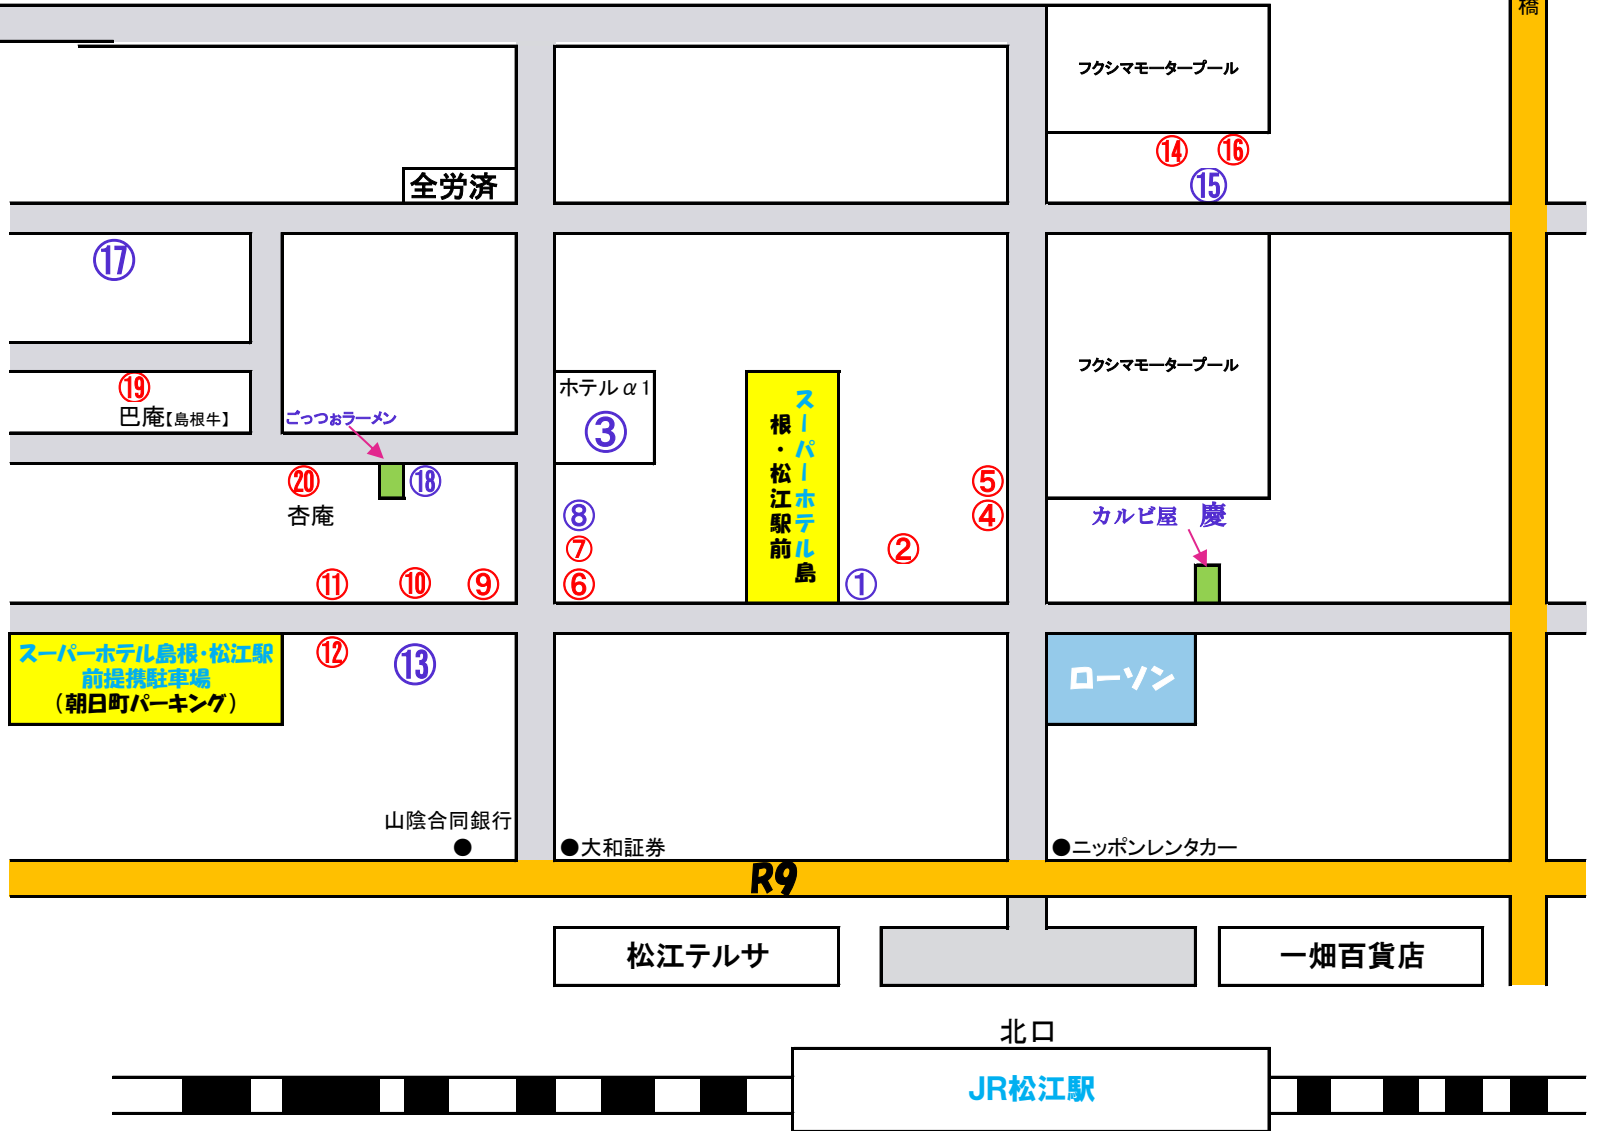 橋
フクシマモータープール
⑭ ⑯
⑮
全労済
⑰
フクシマモータープール
⑲
巴庵【島根牛】
ごっつぉラーメン
ホテルα1
③
スーパーホテル島
根・松江駅前
⑳
⑱
杏庵
⑤
④
⑧
⑦
②
カルビ屋 慶
⑪ ⑩ ⑨ ⑥ ①
スーパーホテル島根・松江駅
前提携駐車場
（朝日町パーキング）
⑫
⑬
ローソン
山陰合同銀行
●
●大和証券
●ニッポンレンタカー
R9
松江テルサ
一畑百貨店
北口
JR松江駅